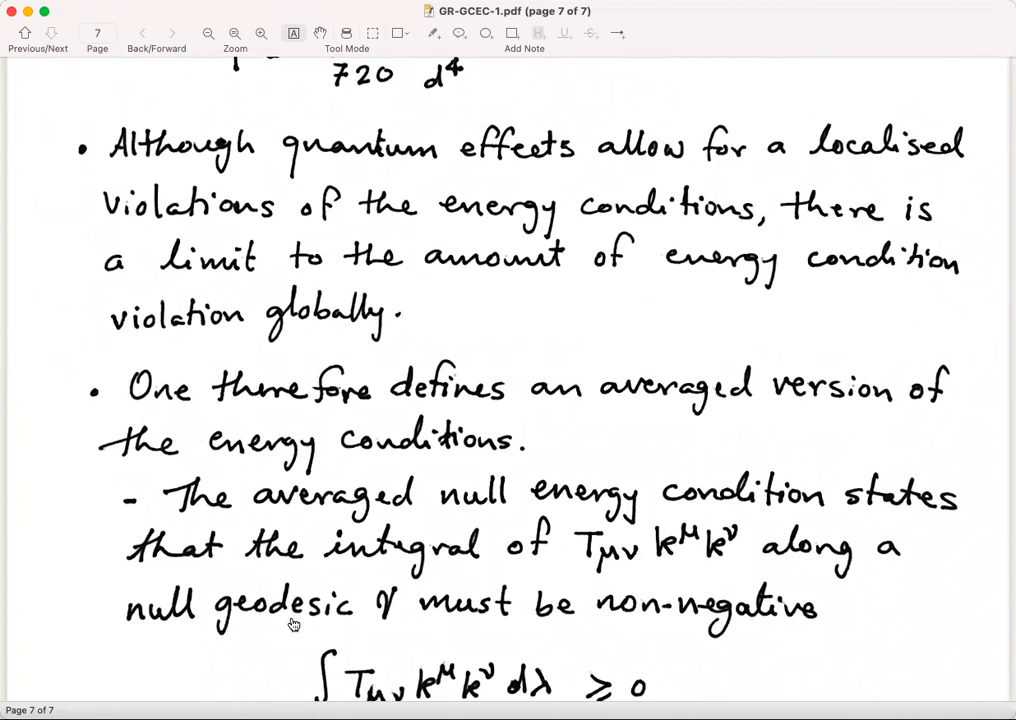 GR-GCEC-1.pdf (page 7 of 7)
7
Previous/Next Page Back/Forward Zoom Tool Mode Add Note
720 d⁴
• Although quantum effects allow for a localised
violations of the energy conditions, there is
a limit to the amount of energy condition
violation globally.
• One therefore defines an averaged version of
the energy conditions.
- The averaged null energy condition states
that the integral of Tμν k^μ k^ν along a
null geodesic γ must be non-negative
∫ Tμν k^μ k^ν dλ ⩾ 0
Page 7 of 7